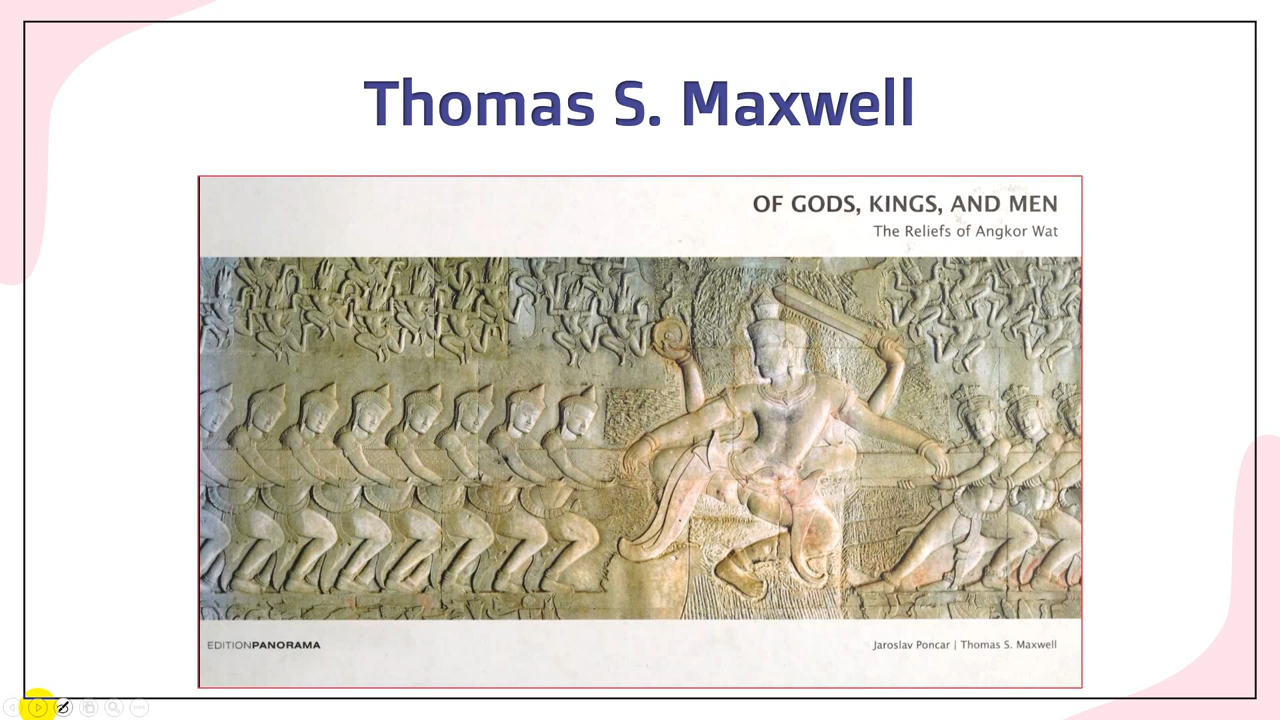 Thomas S. Maxwell
OF GODS, KINGS, AND MEN
The Reliefs of Angkor Wat
EDITIONPANORAMA
Jaroslav Poncar | Thomas S. Maxwell